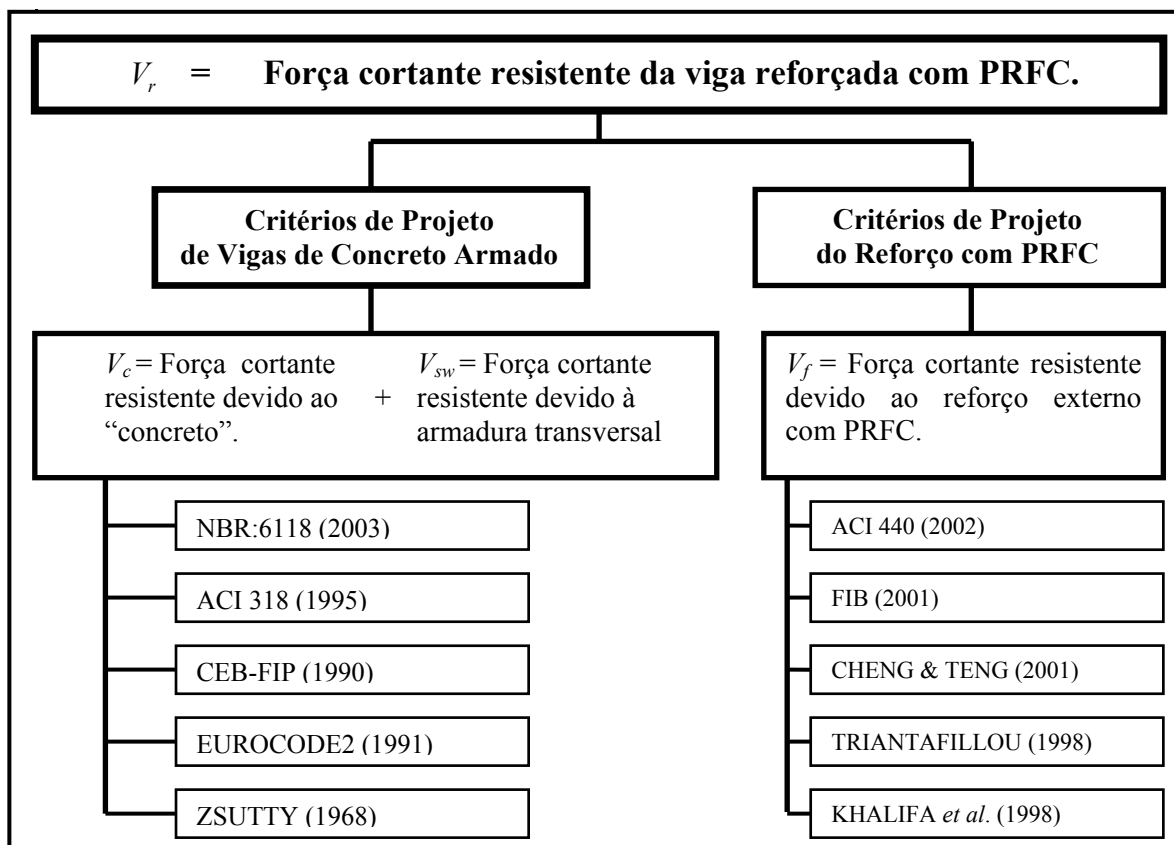 V_r = Força cortante resistente da viga reforçada com PRFC.
Critérios de Projeto
de Vigas de Concreto Armado
V_c = Força cortante
resistente devido ao
“concreto”.
+
V_sw = Força cortante
resistente devido à
armadura transversal
NBR:6118 (2003)
ACI 318 (1995)
CEB-FIP (1990)
EUROCODE2 (1991)
ZSUTTY (1968)
Critérios de Projeto
do Reforço com PRFC
V_f = Força cortante resistente
devido ao reforço externo
com PRFC.
ACI 440 (2002)
FIB (2001)
CHENG & TENG (2001)
TRIANTAFILLOU (1998)
KHALIFA et al. (1998)